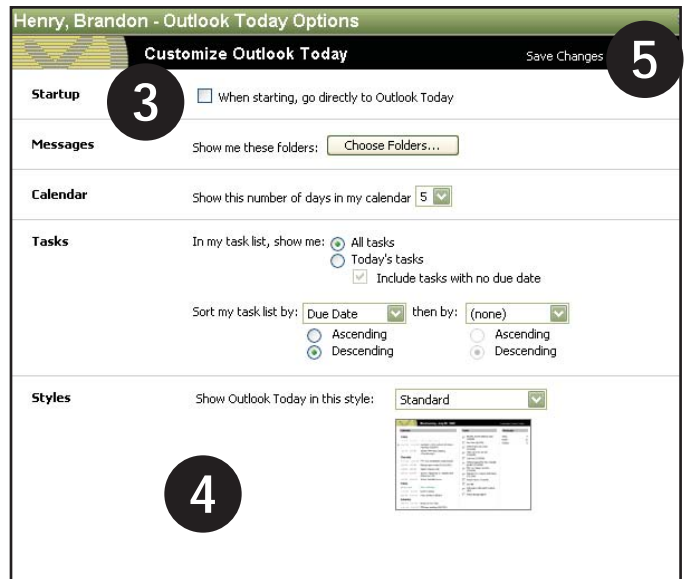 Henry, Brandon - Outlook Today Options
Customize Outlook Today
Save Changes
5
Startup
3
When starting, go directly to Outlook Today
Messages
Show me these folders:
Choose Folders...
Calendar
Show this number of days in my calendar 5
Tasks
In my task list, show me: All tasks
Today's tasks
Include tasks with no due date
Sort my task list by: Due Date then by: (none)
Ascending Ascending
Descending Descending
Styles
Show Outlook Today in this style: Standard
4